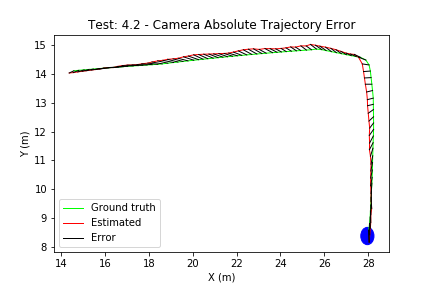 Test: 4.2 - Camera Absolute Trajectory Error
15
14
13
12
11
10
9
8
Y (m)
Ground truth
Estimated
Error
14 16 18 20 22 24 26 28
X (m)